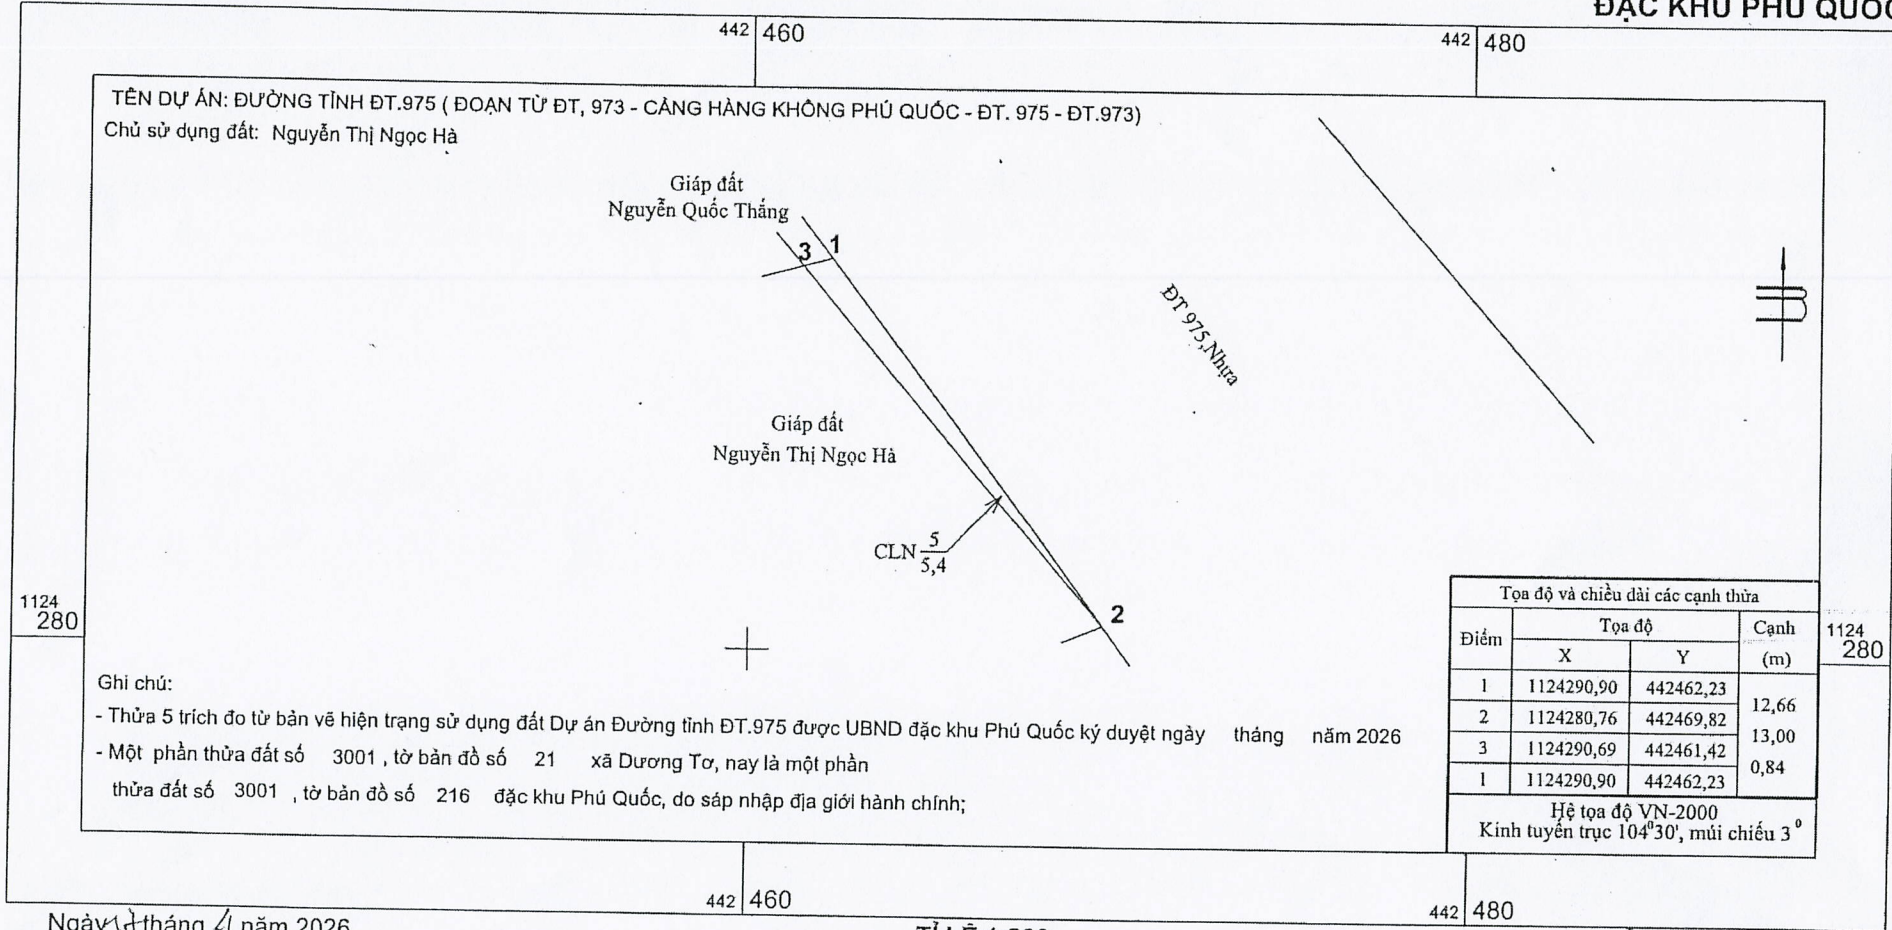 ĐẶC KHU PHÚ QUỐC
442 460
442 480
TÊN DỰ ÁN: ĐƯỜNG TỈNH ĐT.975 ( ĐOẠN TỪ ĐT, 973 - CẢNG HÀNG KHÔNG PHÚ QUỐC - ĐT. 975 - ĐT.973)
Chủ sử dụng đất: Nguyễn Thị Ngọc Hà
Giáp đất
Nguyễn Quốc Thắng
3
1
ĐT 975,Nhựa
Giáp đất
Nguyễn Thị Ngọc Hà
CLN 5
5,4
2
1124
280
1124
280
Tọa độ và chiều dài các cạnh thửa
Điểm Tọa độ Cạnh
X Y (m)
1 1124290,90 442462,23
12,66
2 1124280,76 442469,82
13,00
3 1124290,69 442461,42
0,84
1 1124290,90 442462,23
Hệ tọa độ VN-2000
Kinh tuyến trục 104⁰30', múi chiếu 3⁰
Ghi chú:
- Thửa 5 trích đo từ bản vẽ hiện trạng sử dụng đất Dự án Đường tỉnh ĐT.975 được UBND đặc khu Phú Quốc ký duyệt ngày tháng năm 2026
- Một phần thửa đất số 3001 , tờ bản đồ số 21 xã Dương Tơ, nay là một phần
thửa đất số 3001 , tờ bản đồ số 216 đặc khu Phú Quốc, do sáp nhập địa giới hành chính;
442 460
442 480
Ngày tháng năm 2026